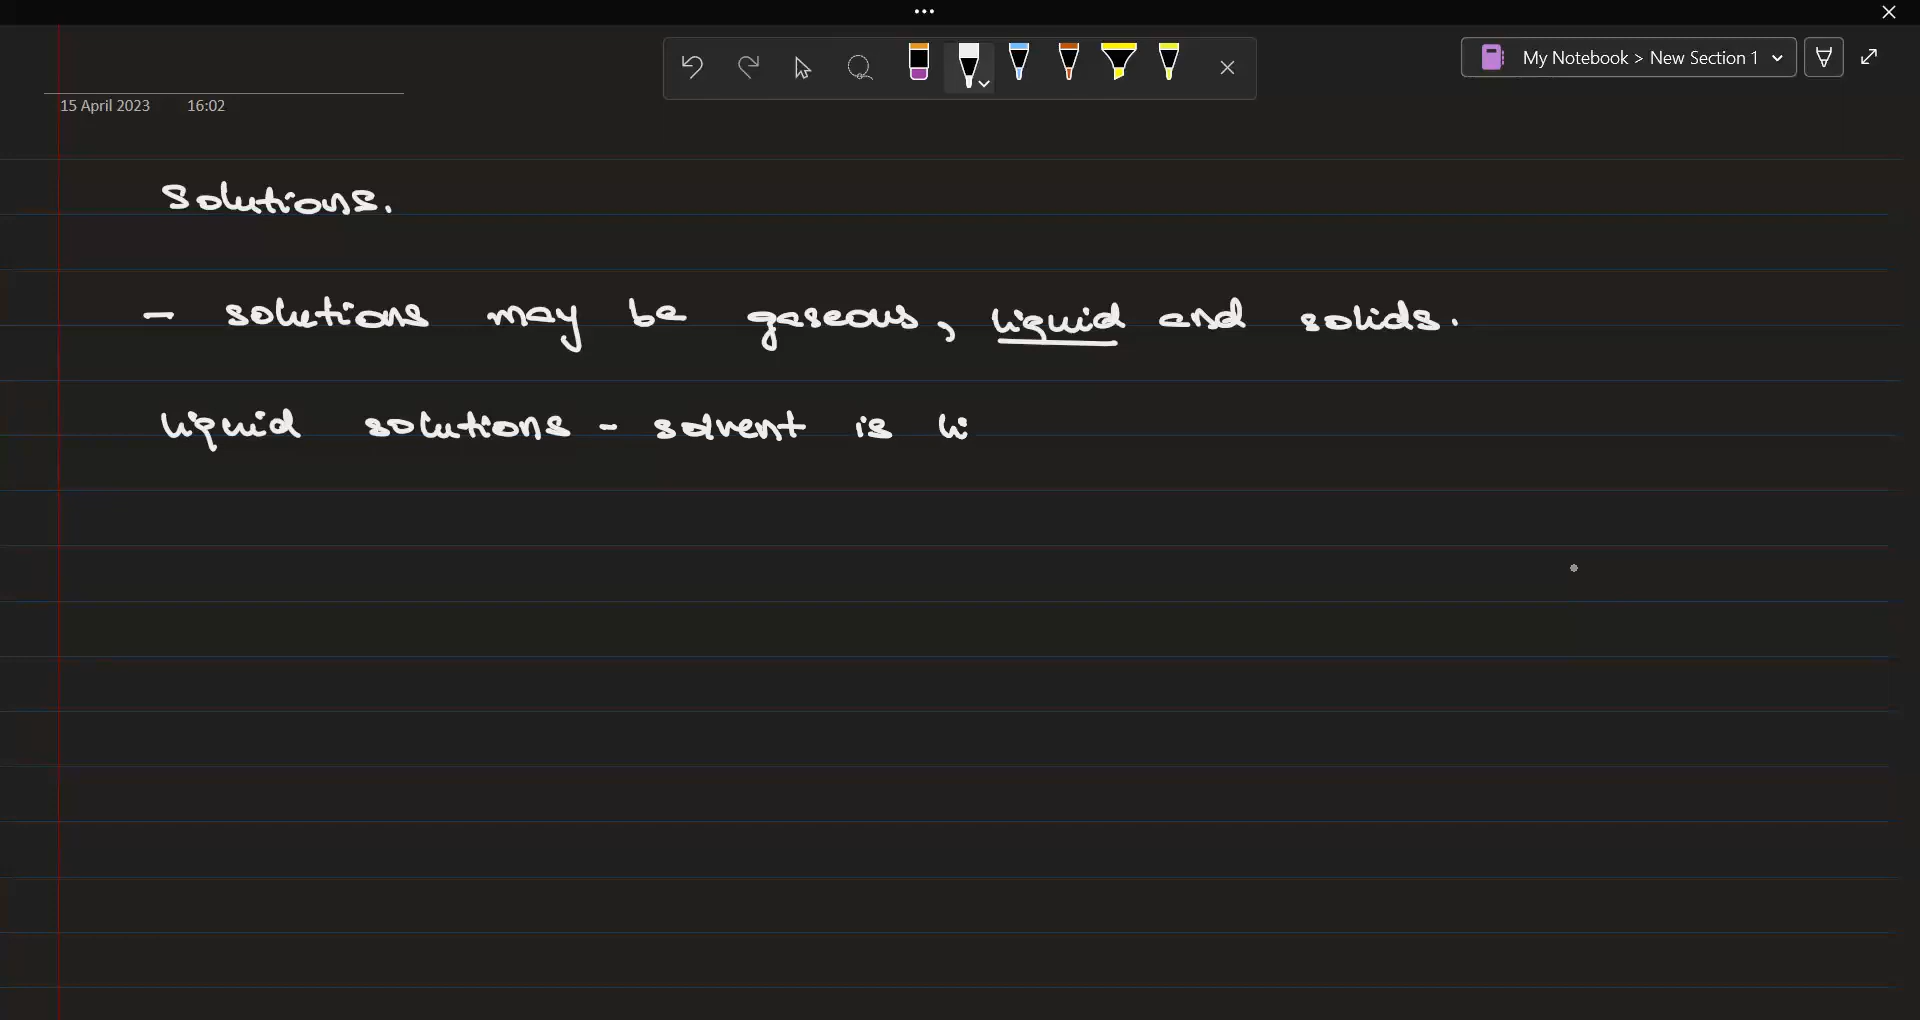 My Notebook > New Section 1
15 April 2023 16:02
Solutions.
- solutions may be gaseous, liquid and solids.
liquid solutions - solvent is li